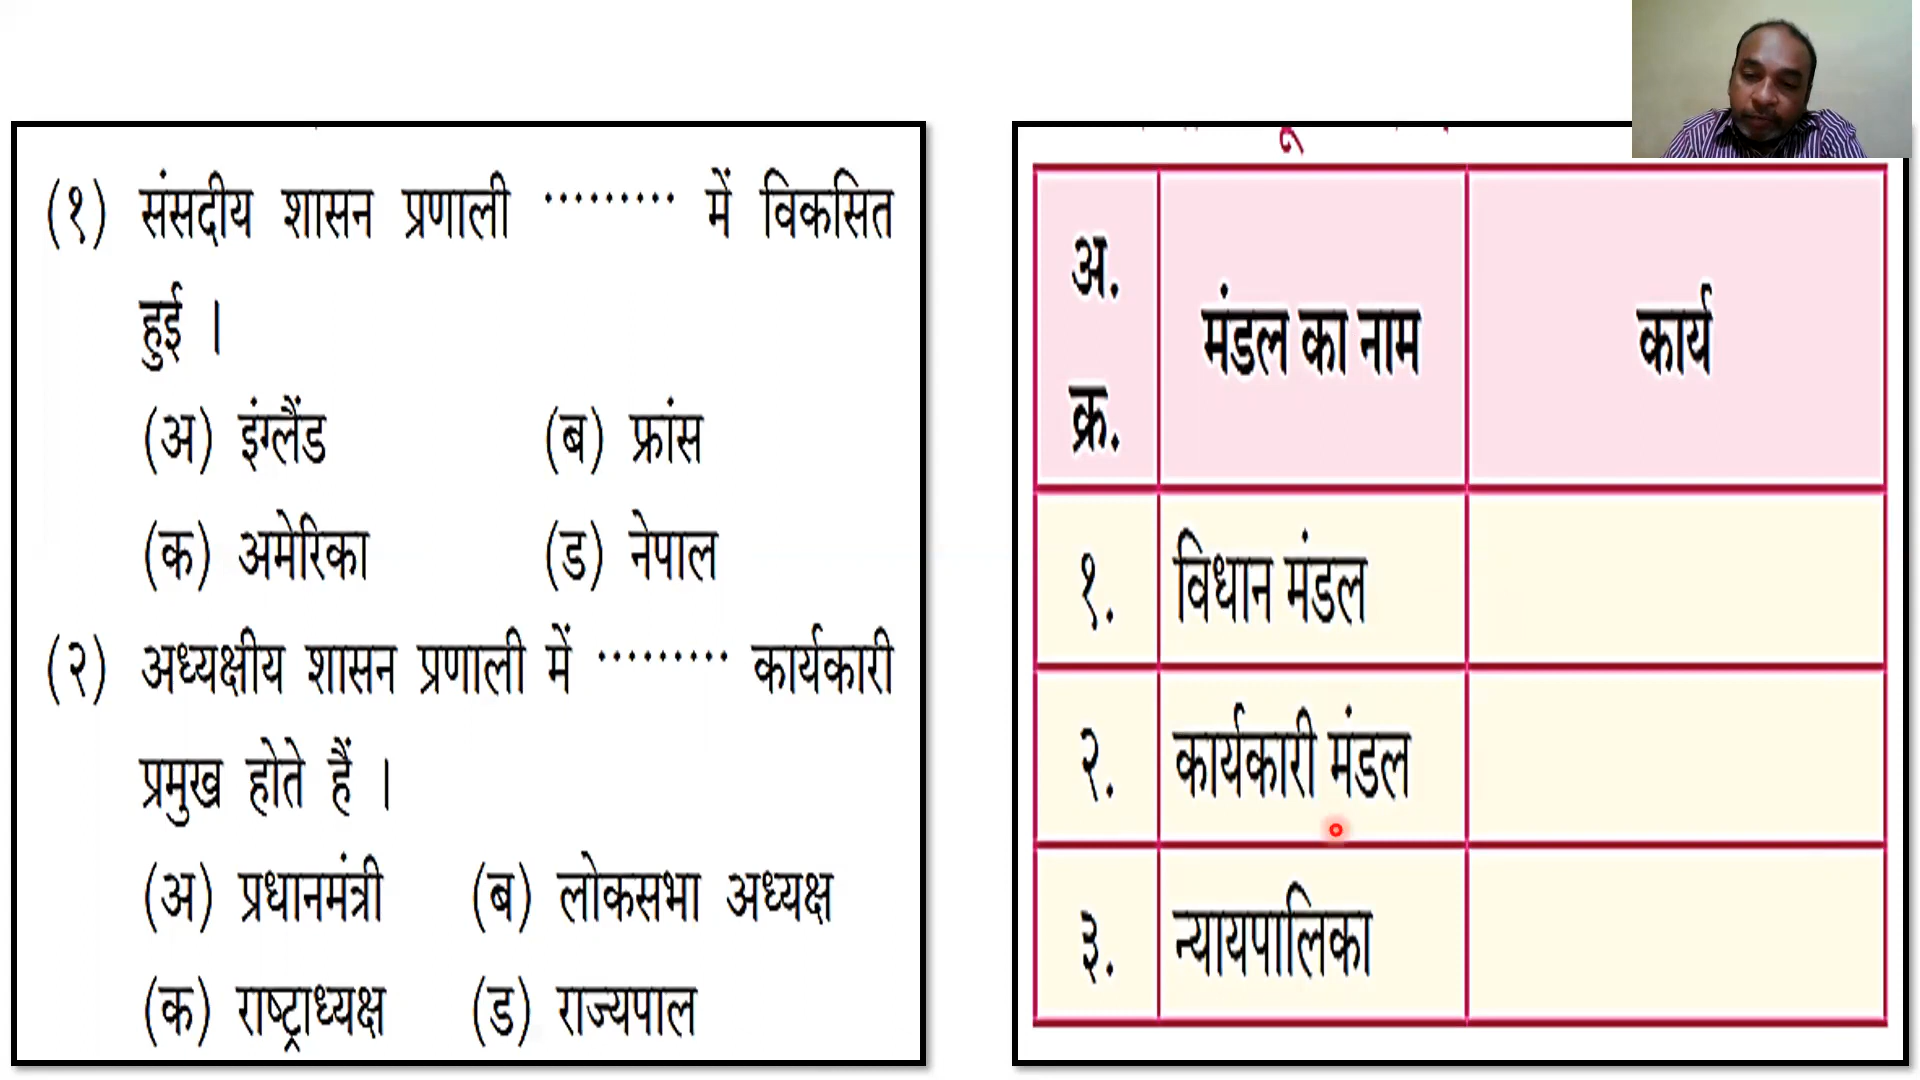 (१) संसदीय शासन प्रणाली ········· में विकसित
हुई ।
(अ) इंग्लैंड (ब) फ्रांस
(क) अमेरिका (ड) नेपाल
(२) अध्यक्षीय शासन प्रणाली में ········· कार्यकारी
प्रमुख होते हैं ।
(अ) प्रधानमंत्री (ब) लोकसभा अध्यक्ष
(क) राष्ट्राध्यक्ष (ड) राज्यपाल
अ. क्र. मंडल का नाम कार्य
१. विधान मंडल
२. कार्यकारी मंडल
३. न्यायपालिका